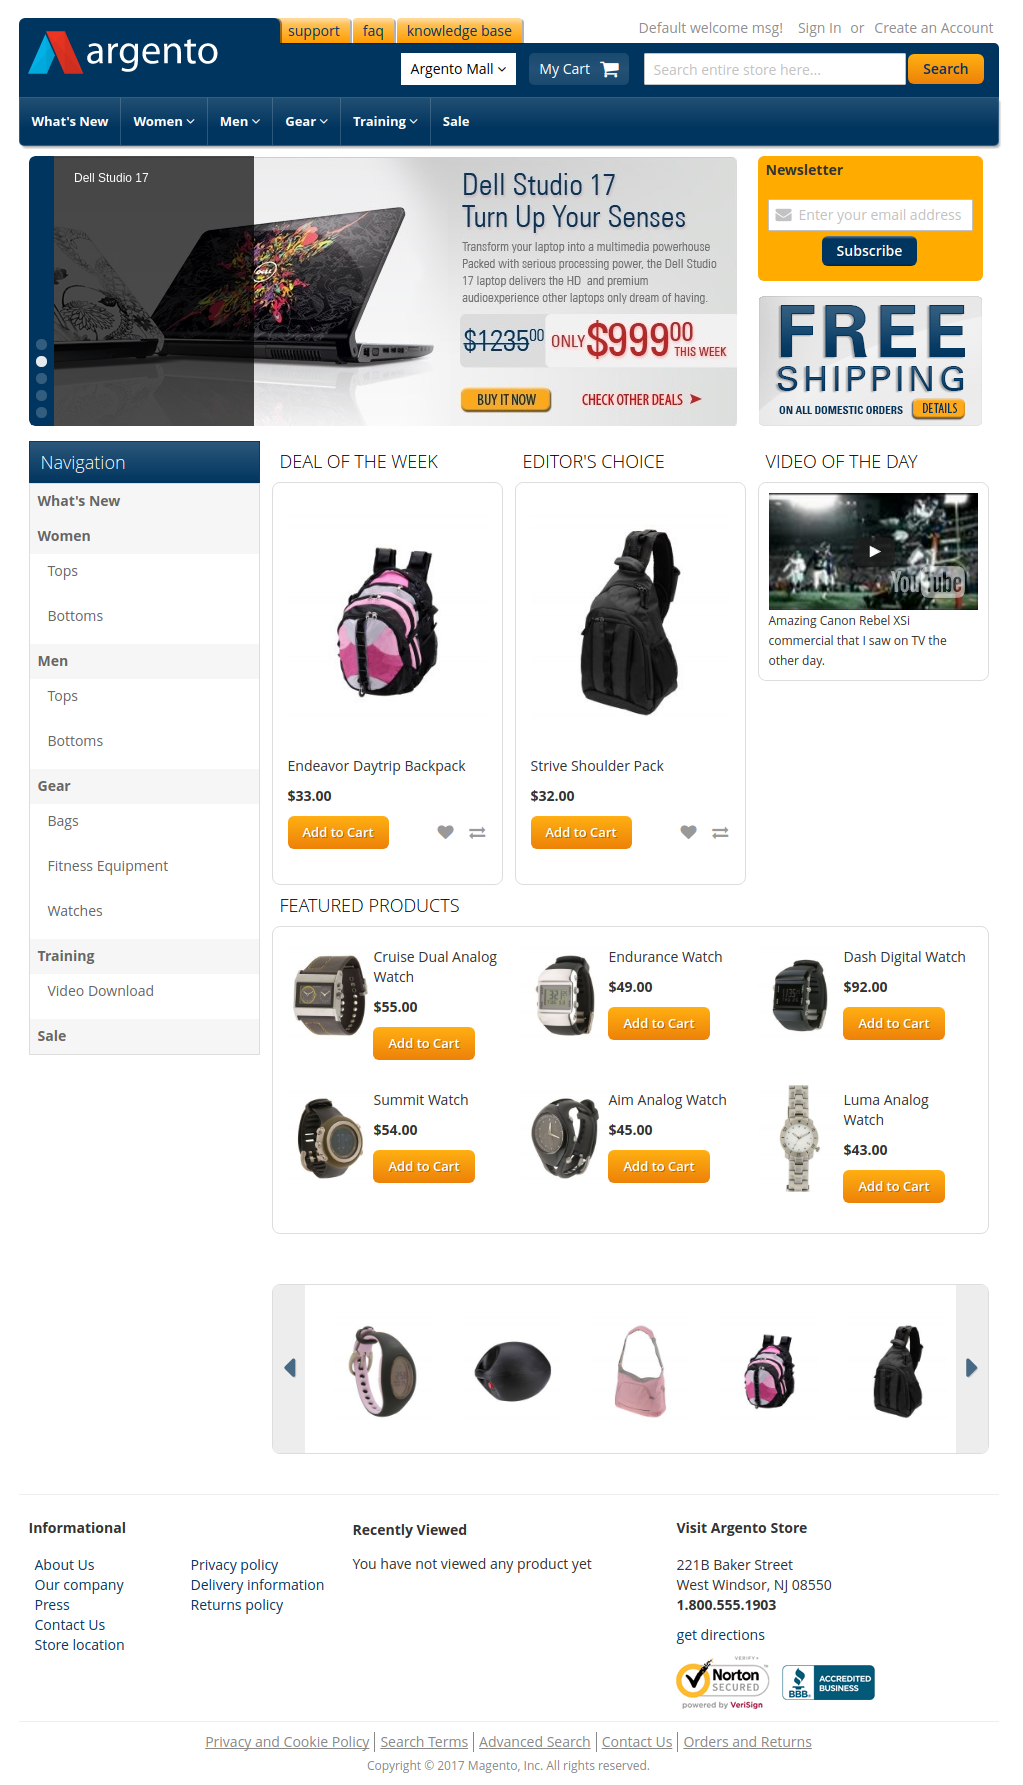 support
faq
knowledge base
Default welcome msg!
Sign In or Create an Account
argento
Argento Mall
My Cart
Search entire store here...
Search
What's New
Women
Men
Gear
Training
Sale
Dell Studio 17
Dell Studio 17
Turn Up Your Senses
Transform your laptop into a multimedia powerhouse
Packed with serious processing power, the Dell Studio
17 laptop delivers the HD and premium
audioexperience other laptops only dream of having.
$1235.00
ONLY $999.00
THIS WEEK
BUY IT NOW
CHECK OTHER DEALS
Newsletter
Enter your email address
Subscribe
FREE
SHIPPING
ON ALL DOMESTIC ORDERS
DETAILS
Navigation
What's New
Women
Tops
Bottoms
Men
Tops
Bottoms
Gear
Bags
Fitness Equipment
Watches
Training
Video Download
Sale
DEAL OF THE WEEK
Endeavor Daytrip Backpack
$33.00
Add to Cart
EDITOR'S CHOICE
Strive Shoulder Pack
$32.00
Add to Cart
VIDEO OF THE DAY
YouTube
Amazing Canon Rebel XSi
commercial that I saw on TV the
other day.
FEATURED PRODUCTS
Cruise Dual Analog
Watch
$55.00
Add to Cart
Endurance Watch
$49.00
Add to Cart
Dash Digital Watch
$92.00
Add to Cart
Summit Watch
$54.00
Add to Cart
Aim Analog Watch
$45.00
Add to Cart
Luma Analog
Watch
$43.00
Add to Cart
Informational
About Us
Our company
Press
Contact Us
Store location
Privacy policy
Delivery information
Returns policy
Recently Viewed
You have not viewed any product yet
Visit Argento Store
221B Baker Street
West Windsor, NJ 08550
1.800.555.1903
get directions
VERIFY
Norton
SECURED
powered by VeriSign
BBB
ACCREDITED
BUSINESS
Privacy and Cookie Policy
Search Terms
Advanced Search
Contact Us
Orders and Returns
Copyright © 2017 Magento, Inc. All rights reserved.